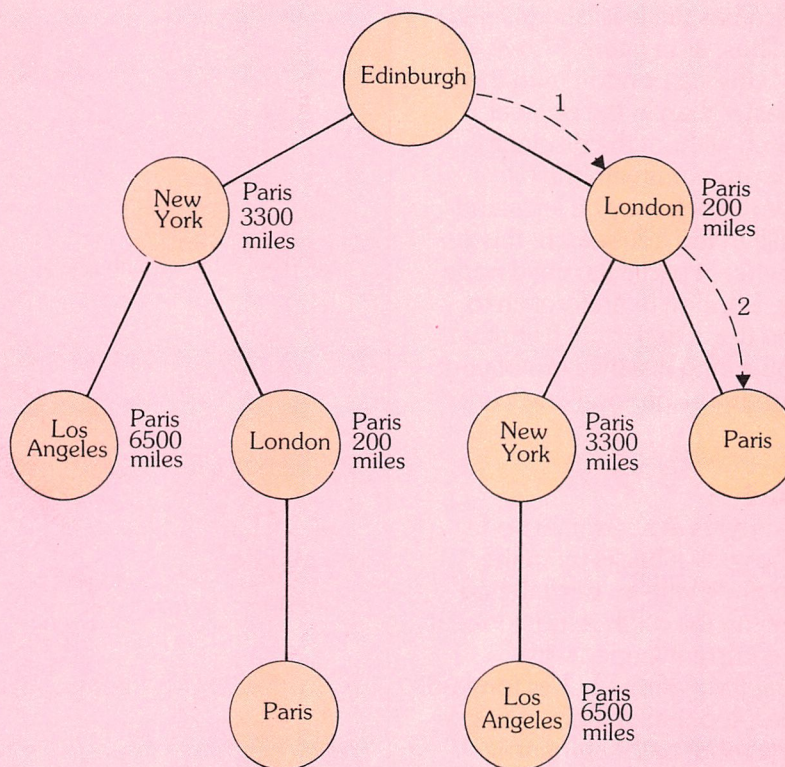 Edinburgh
1
New
York
Paris
3300
miles
London
Paris
200
miles
2
Los
Angeles
Paris
6500
miles
London
Paris
200
miles
New
York
Paris
3300
miles
Paris
Paris
Los
Angeles
Paris
6500
miles